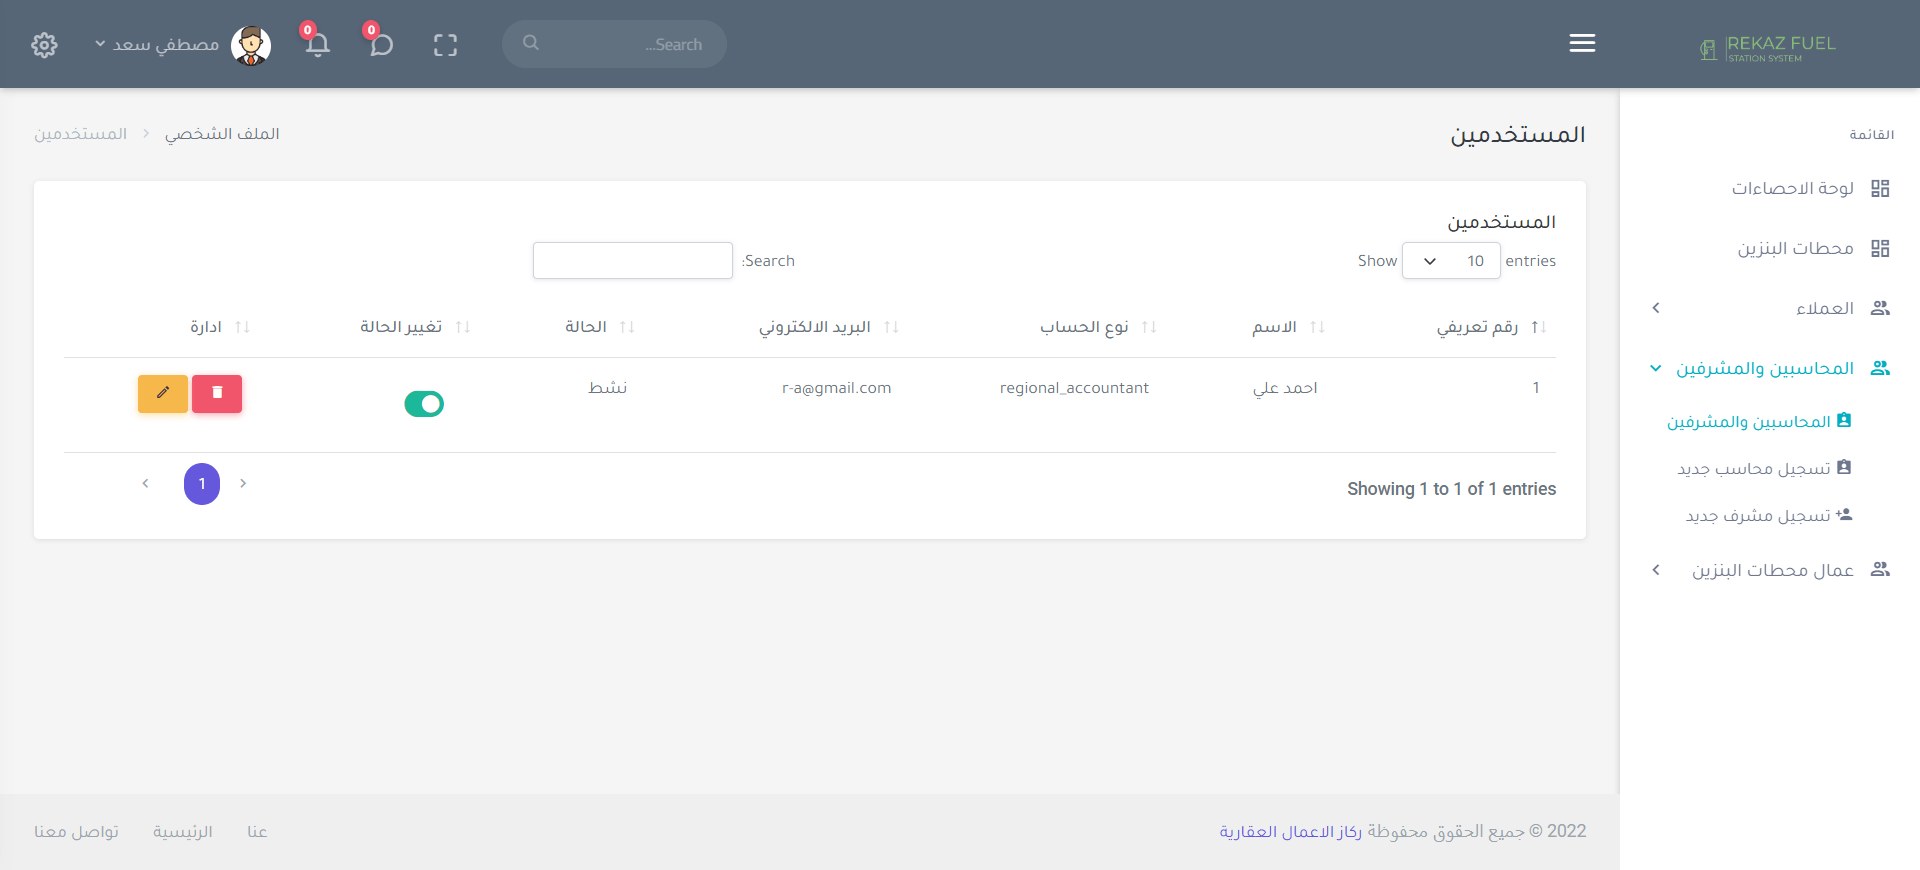 REKAZ FUEL
STATION SYSTEM
Search...
0
0
مصطفي سعد
القائمة
لوحة الاحصاءات
محطات البنزين
العملاء
المحاسبين والمشرفين
المحاسبين والمشرفين
تسجيل محاسب جديد
تسجيل مشرف جديد
عمال محطات البنزين
المستخدمين
الملف الشخصي
المستخدمين
المستخدمين
Show 10 entries
Search:
رقم تعريفي الاسم نوع الحساب البريد الالكتروني الحالة تغيير الحالة ادارة
1 احمد علي regional_accountant r-a@gmail.com نشط
Showing 1 to 1 of 1 entries
1
2022 © جميع الحقوق محفوظة ركاز الاعمال العقارية
عنا الرئيسية تواصل معنا